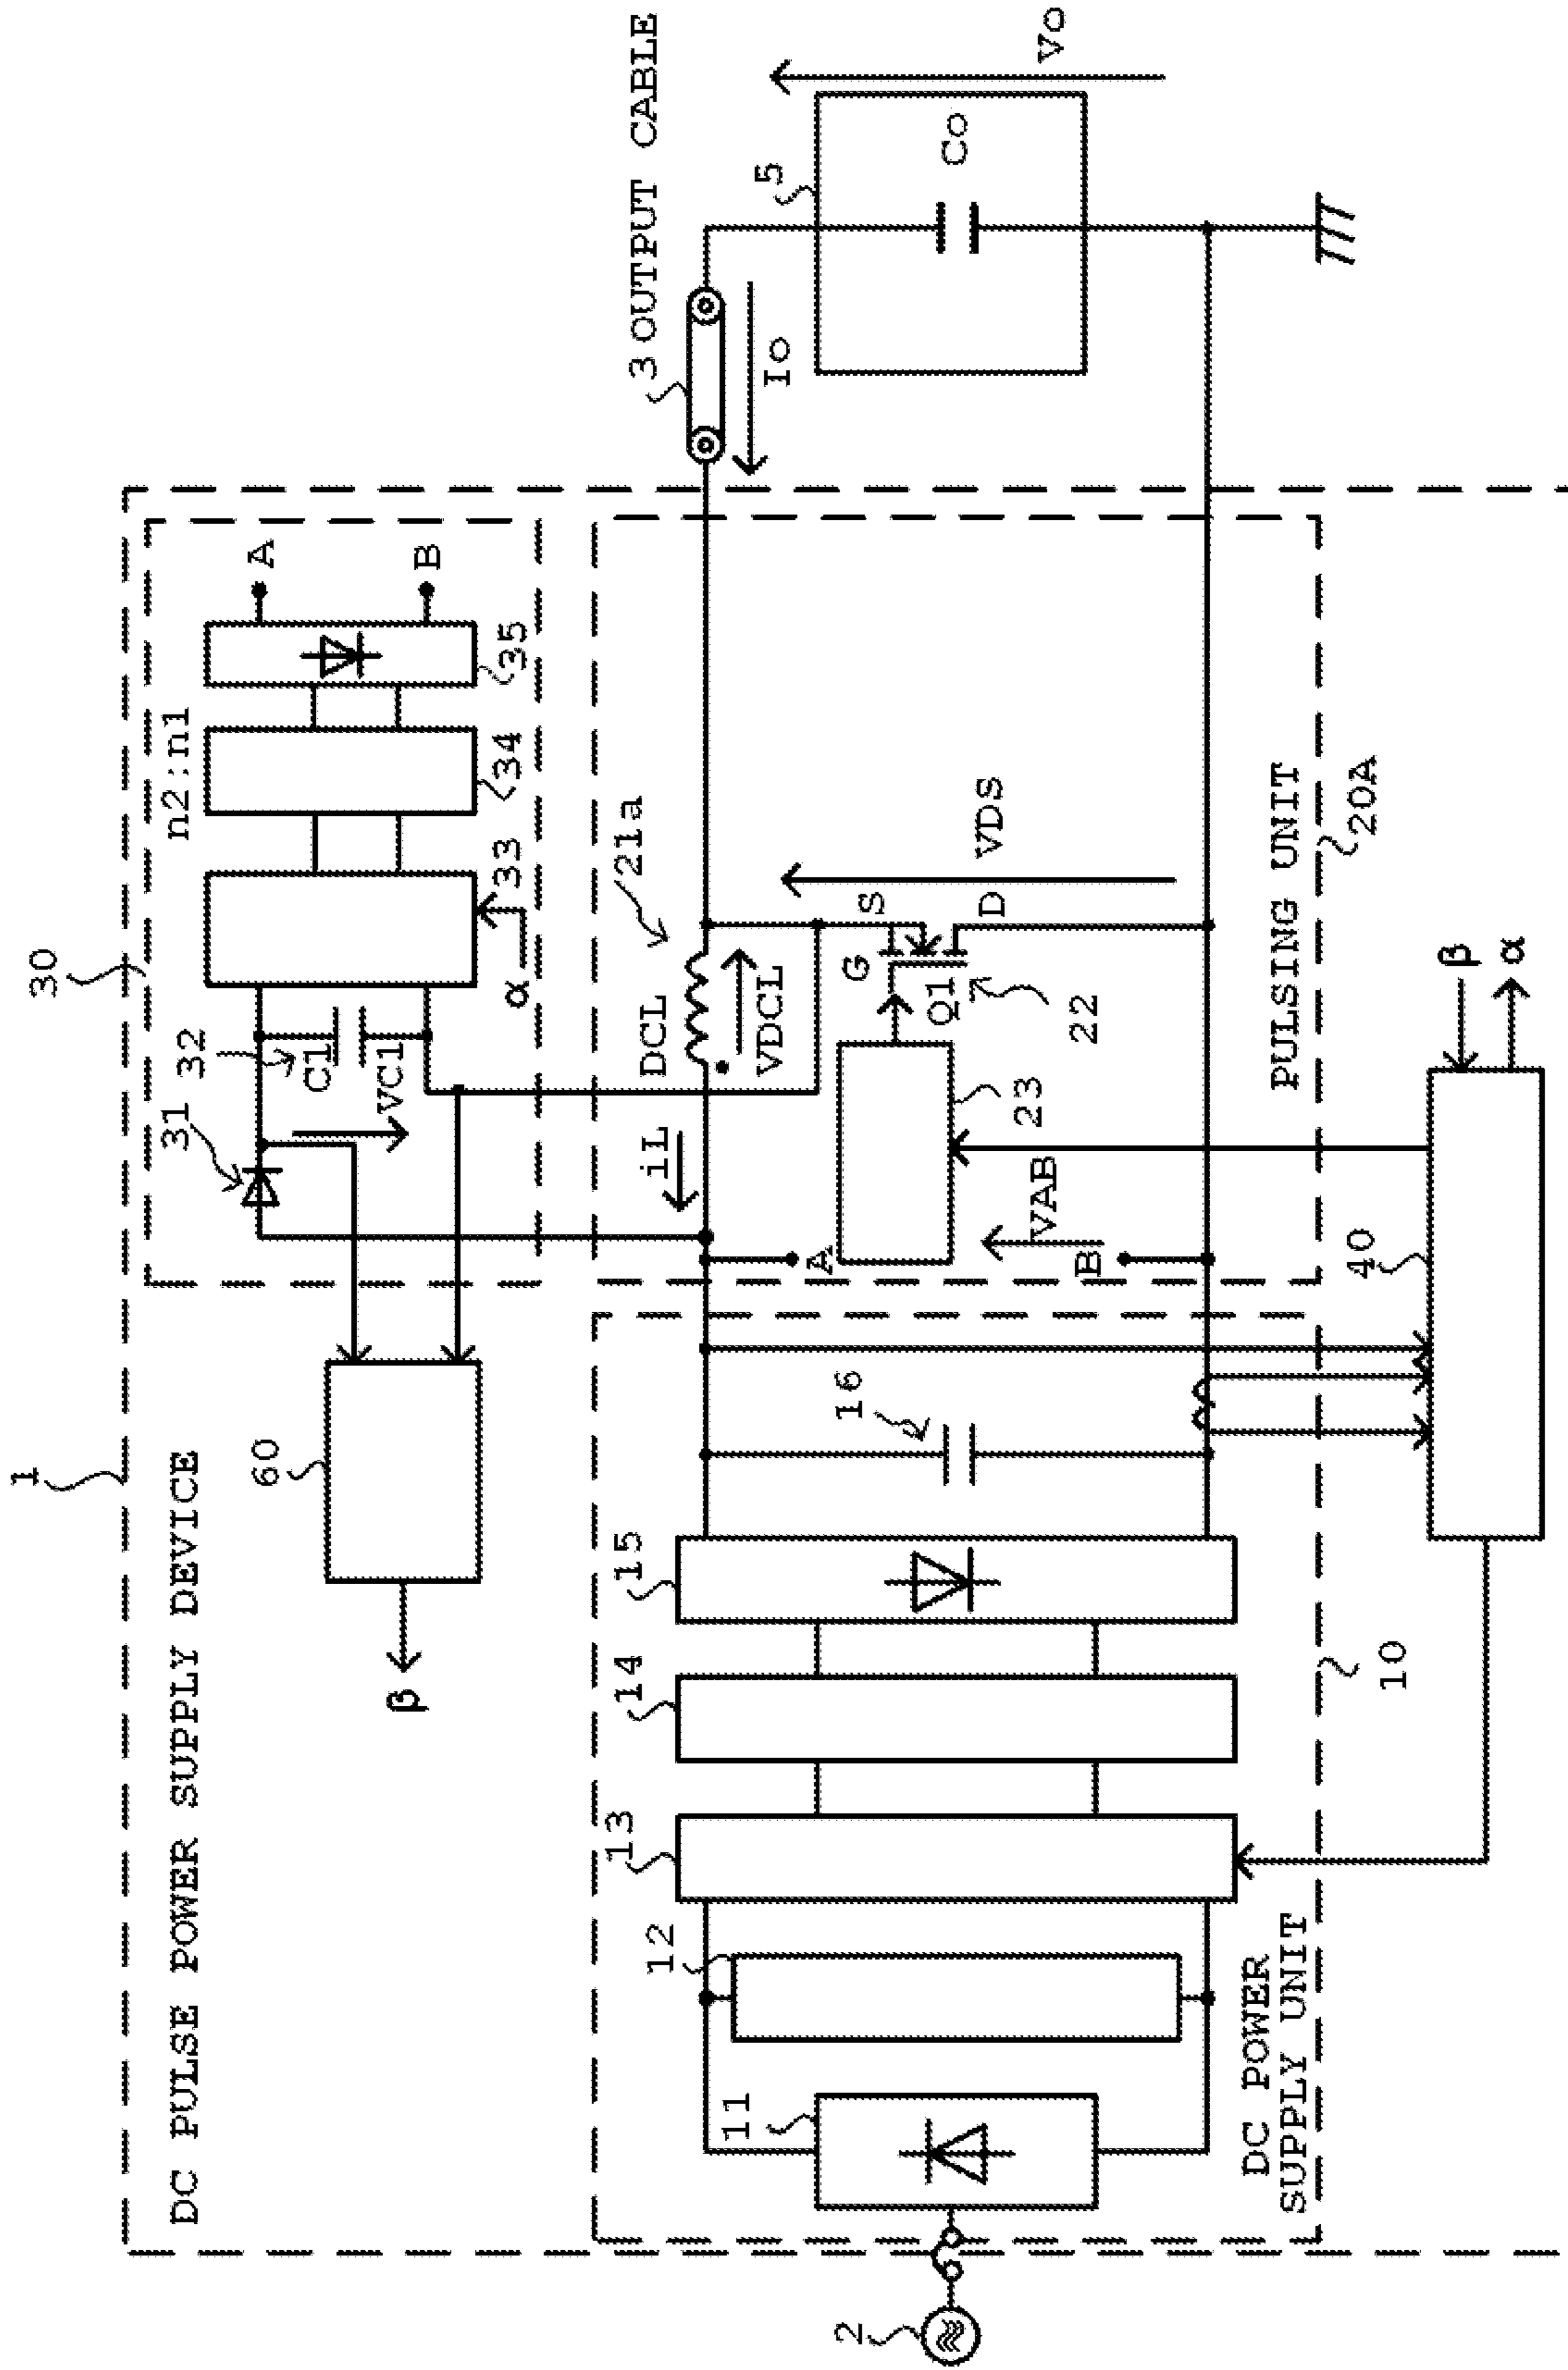 1
DC PULSE POWER SUPPLY DEVICE
β
60
30
31
32
C1
VC1
α
33
n2:n1
34
35
A
B
2
11
12
13
14
15
16
DC POWER
SUPPLY UNIT
10
iL
DCL
VDCL
21a
A
VAB
B
23
G
Q1
22
S
D
VDS
PULSING UNIT
20A
40
β
α
3 OUTPUT CABLE
Io
5
Co
Vo